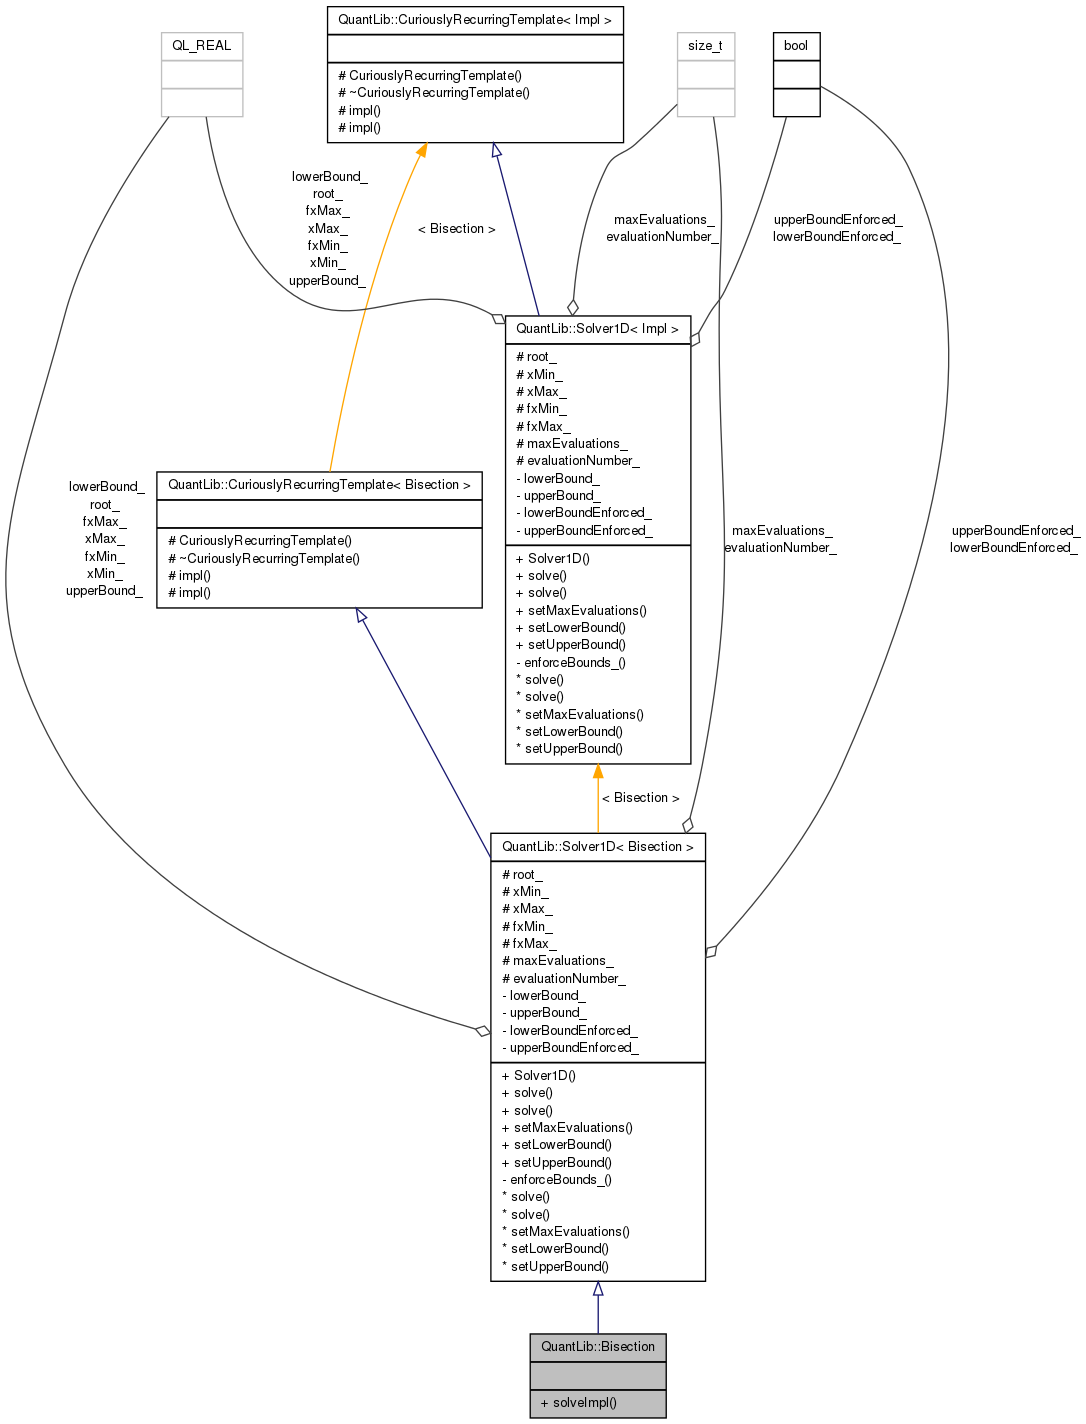 QuantLib::CuriouslyRecurringTemplate< Impl >
# CuriouslyRecurringTemplate()
# ~CuriouslyRecurringTemplate()
# impl()
# impl()
QL_REAL
size_t
bool
lowerBound_
root_
fxMax_
xMax_
fxMin_
xMin_
upperBound_
< Bisection >
maxEvaluations_
evaluationNumber_
upperBoundEnforced_
lowerBoundEnforced_
QuantLib::Solver1D< Impl >
# root_
# xMin_
# xMax_
# fxMin_
# fxMax_
# maxEvaluations_
# evaluationNumber_
- lowerBound_
- upperBound_
- lowerBoundEnforced_
- upperBoundEnforced_
+ Solver1D()
+ solve()
+ solve()
+ setMaxEvaluations()
+ setLowerBound()
+ setUpperBound()
- enforceBounds_()
* solve()
* solve()
* setMaxEvaluations()
* setLowerBound()
* setUpperBound()
QuantLib::CuriouslyRecurringTemplate< Bisection >
# CuriouslyRecurringTemplate()
# ~CuriouslyRecurringTemplate()
# impl()
# impl()
lowerBound_
root_
fxMax_
xMax_
fxMin_
xMin_
upperBound_
maxEvaluations_
evaluationNumber_
upperBoundEnforced_
lowerBoundEnforced_
< Bisection >
QuantLib::Solver1D< Bisection >
# root_
# xMin_
# xMax_
# fxMin_
# fxMax_
# maxEvaluations_
# evaluationNumber_
- lowerBound_
- upperBound_
- lowerBoundEnforced_
- upperBoundEnforced_
+ Solver1D()
+ solve()
+ solve()
+ setMaxEvaluations()
+ setLowerBound()
+ setUpperBound()
- enforceBounds_()
* solve()
* solve()
* setMaxEvaluations()
* setLowerBound()
* setUpperBound()
QuantLib::Bisection
+ solveImpl()